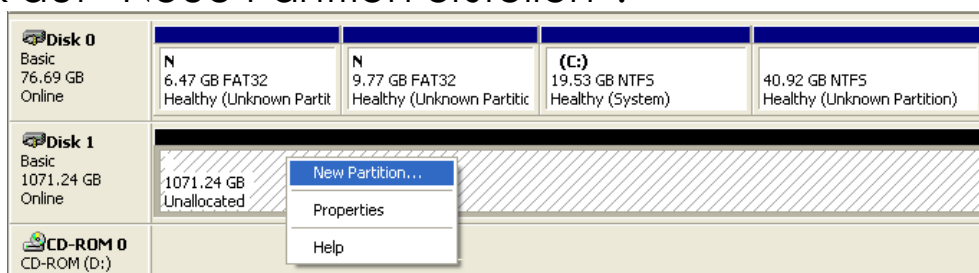 Disk 0
Basic
76.69 GB
Online
N
6.47 GB FAT32
Healthy (Unknown Partit
N
9.77 GB FAT32
Healthy (Unknown Partitic
(C:)
19.53 GB NTFS
Healthy (System)
40.92 GB NTFS
Healthy (Unknown Partition)
Disk 1
Basic
1071.24 GB
Online
1071.24 GB
Unallocated
New Partition...
Properties
Help
CD-ROM 0
CD-ROM (D:)